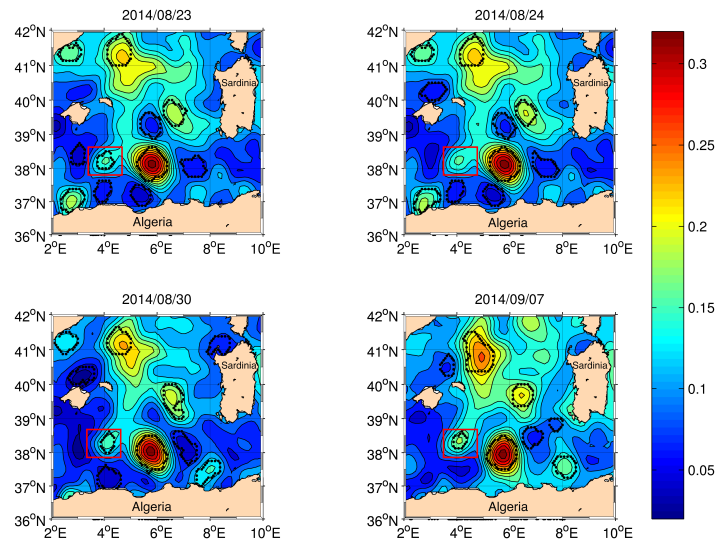 2014/08/23
2014/08/24
42°N
41°N
40°N
39°N
38°N
37°N
36°N
2°E
4°E
6°E
8°E
10°E
Sardinia
Algeria
42°N
41°N
40°N
39°N
38°N
37°N
36°N
2°E
4°E
6°E
8°E
10°E
Sardinia
Algeria
0.3
0.25
0.2
0.15
0.1
0.05
2014/08/30
2014/09/07
42°N
41°N
40°N
39°N
38°N
37°N
36°N
2°E
4°E
6°E
8°E
10°E
Sardinia
Algeria
42°N
41°N
40°N
39°N
38°N
37°N
36°N
2°E
4°E
6°E
8°E
10°E
Sardinia
Algeria